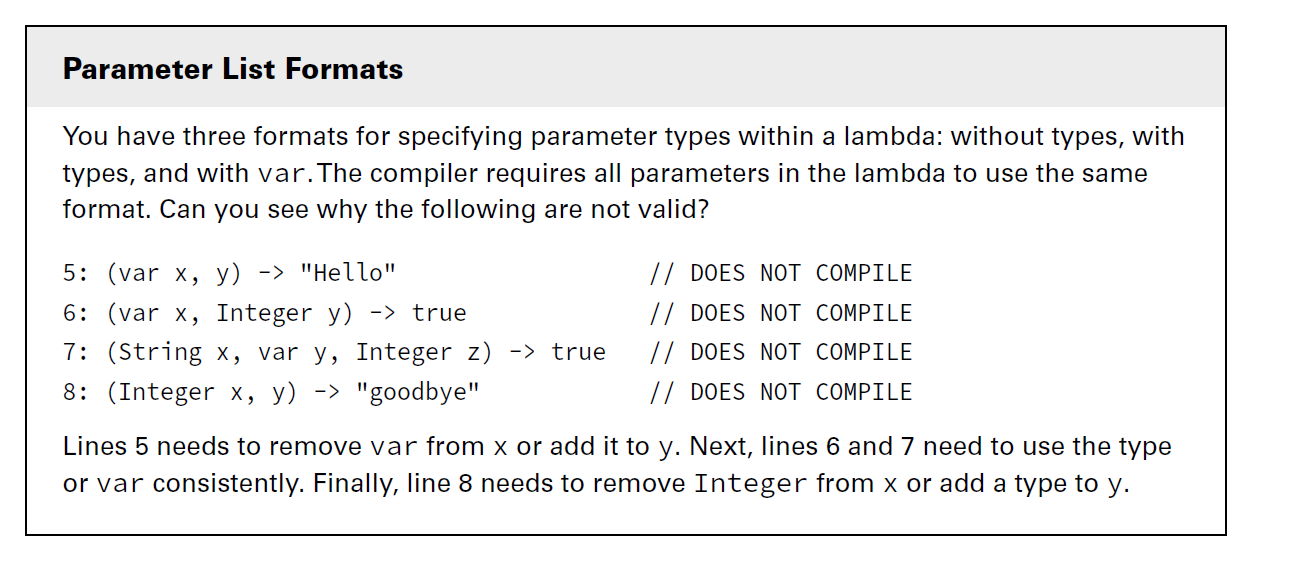 Parameter List Formats
You have three formats for specifying parameter types within a lambda: without types, with
types, and with var. The compiler requires all parameters in the lambda to use the same
format. Can you see why the following are not valid?
5: (var x, y) -> "Hello" // DOES NOT COMPILE
6: (var x, Integer y) -> true // DOES NOT COMPILE
7: (String x, var y, Integer z) -> true // DOES NOT COMPILE
8: (Integer x, y) -> "goodbye" // DOES NOT COMPILE
Lines 5 needs to remove var from x or add it to y. Next, lines 6 and 7 need to use the type
or var consistently. Finally, line 8 needs to remove Integer from x or add a type to y.